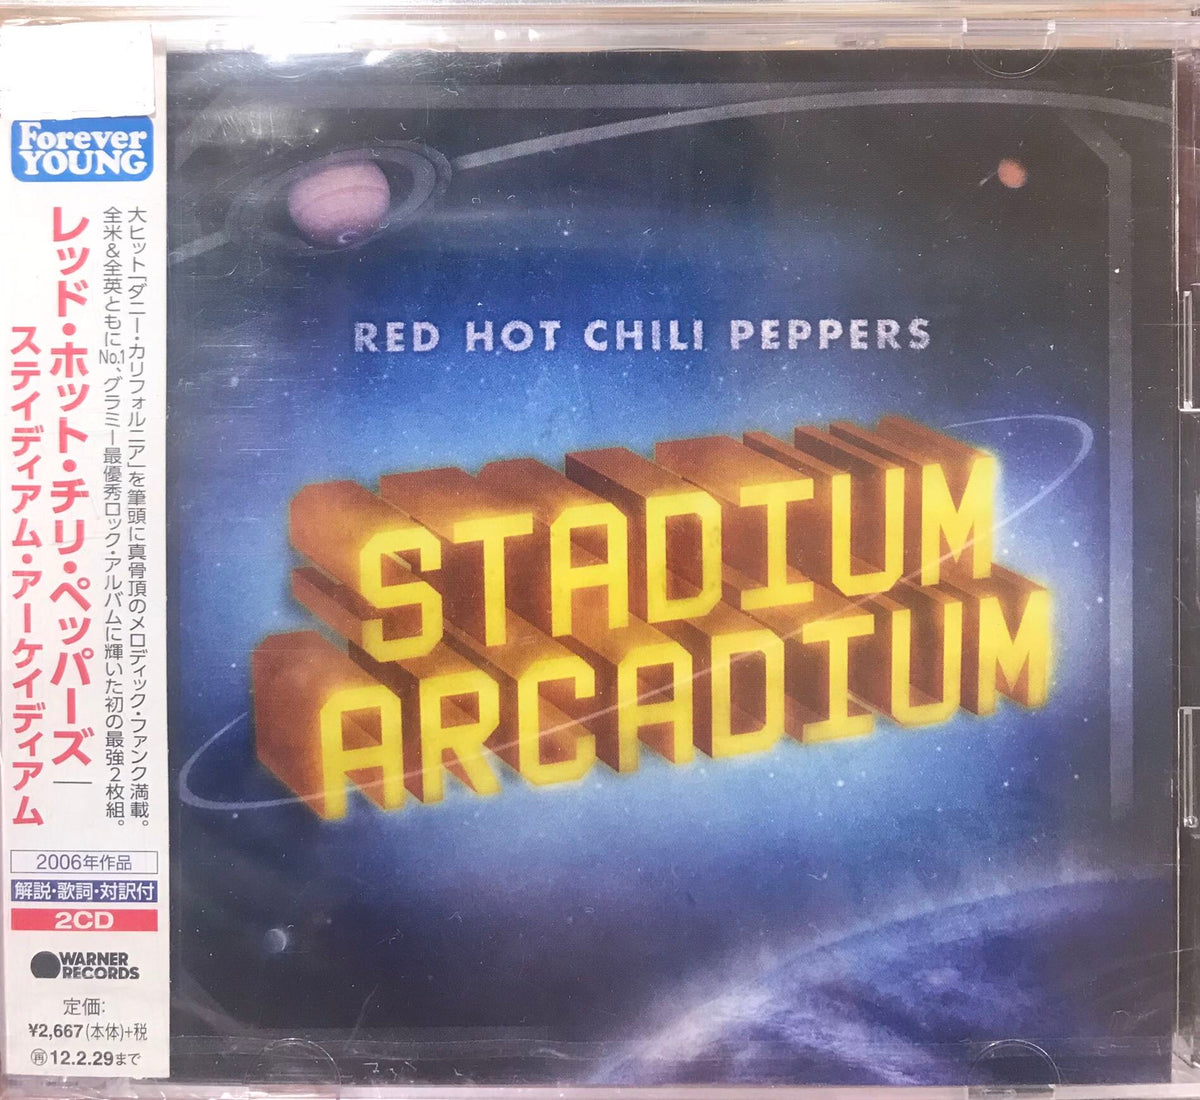 Forever
YOUNG
大ヒット「ダニー・カリフォルニア」を筆頭に真骨頂のメロディック・ファンク満載。
全米&全英ともにNo.1、グラミー最優秀ロック・アルバムに輝いた初の最強2枚組。
レッド・ホット・チリ・ペッパーズ
スティディアム・アーケイディアム
2006年作品
解説・歌詞・対訳付
2CD
WARNER
RECORDS
定価:
¥2,667(本体)+税
再12.2.29まで
RED HOT CHILI PEPPERS
STADIUM
ARCADIUM